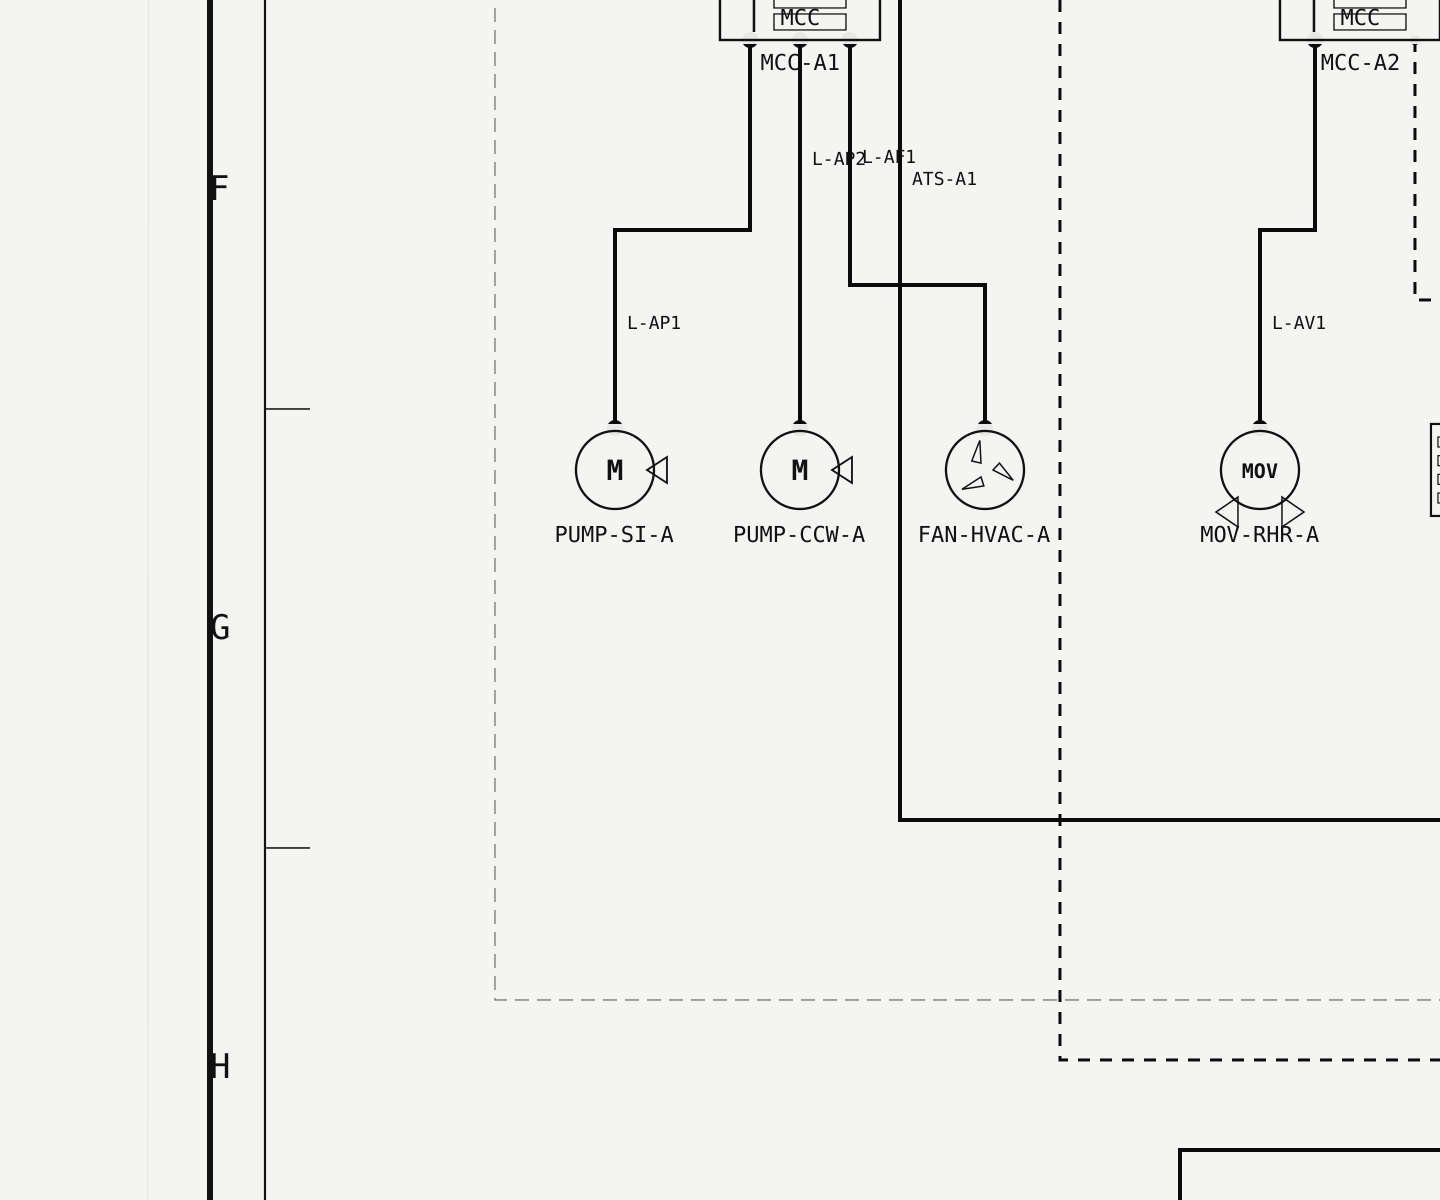 MCC
MCC
MCC-A1
MCC-A2
L-AP2
L-AF1
ATS-A1
F
L-AP1
L-AV1
M
M
MOV
PUMP-SI-A
PUMP-CCW-A
FAN-HVAC-A
MOV-RHR-A
G
H